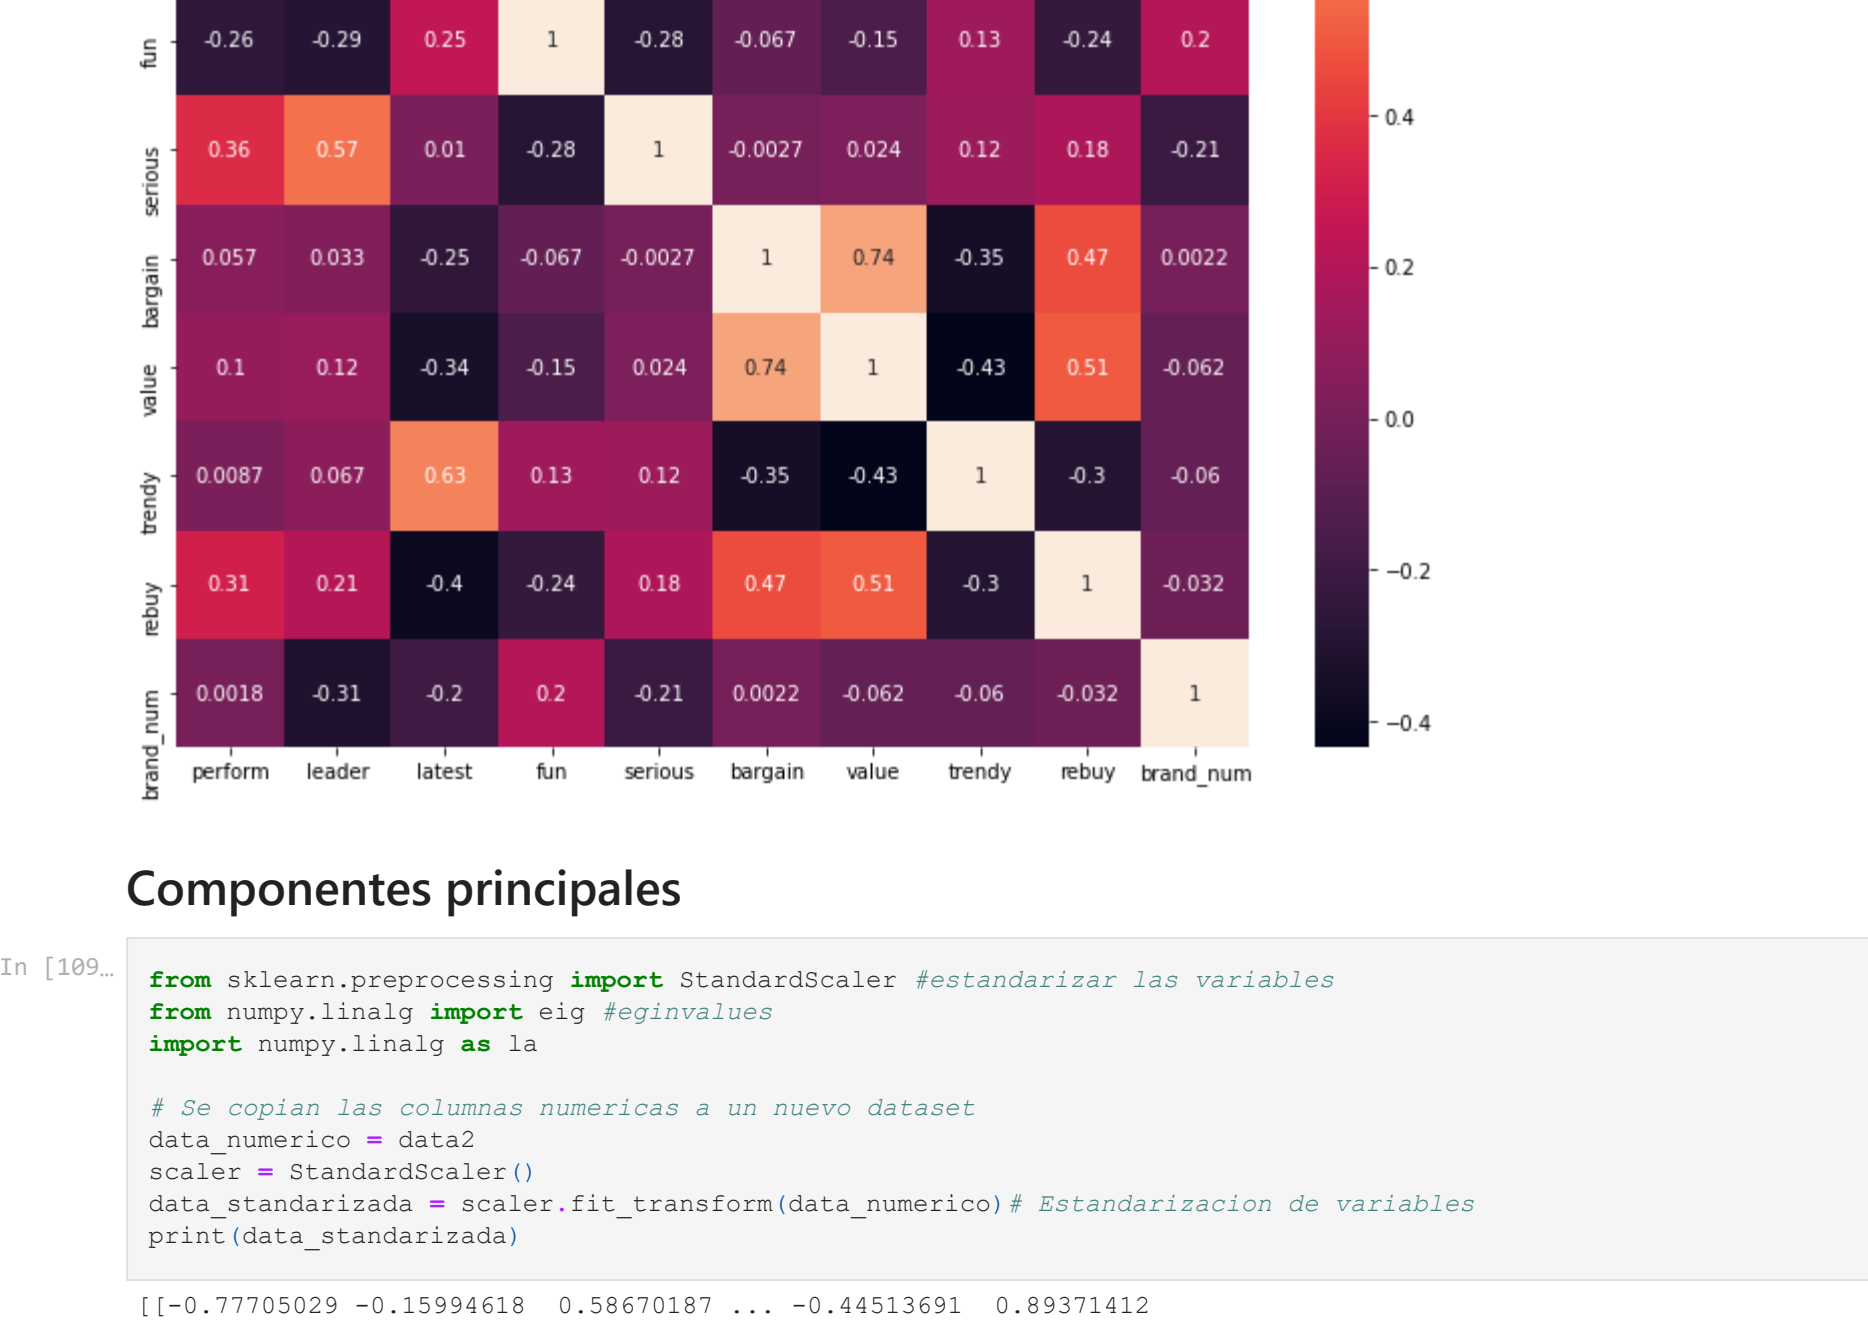 fun -0.26 -0.29 0.25 1 -0.28 -0.067 -0.15 0.13 -0.24 0.2
0.4
serious 0.36 0.57 0.01 -0.28 1 -0.0027 0.024 0.12 0.18 -0.21
bargain 0.057 0.033 -0.25 -0.067 -0.0027 1 0.74 -0.35 0.47 0.0022
0.2
value 0.1 0.12 -0.34 -0.15 0.024 0.74 1 -0.43 0.51 -0.062
0.0
trendy 0.0087 0.067 0.63 0.13 0.12 -0.35 -0.43 1 -0.3 -0.06
rebuy 0.31 0.21 -0.4 -0.24 0.18 0.47 0.51 -0.3 1 -0.032
−0.2
brand_num 0.0018 -0.31 -0.2 0.2 -0.21 0.0022 -0.062 -0.06 -0.032 1
−0.4
perform leader latest fun serious bargain value trendy rebuy brand_num
Componentes principales
In [109…
from sklearn.preprocessing import StandardScaler #estandarizar las variables
from numpy.linalg import eig #eginvalues
import numpy.linalg as la
# Se copian las columnas numericas a un nuevo dataset
data_numerico = data2
scaler = StandardScaler()
data_standarizada = scaler.fit_transform(data_numerico)# Estandarizacion de variables
print(data_standarizada)
[[-0.77705029 -0.15994618  0.58670187 ... -0.44513691  0.89371412